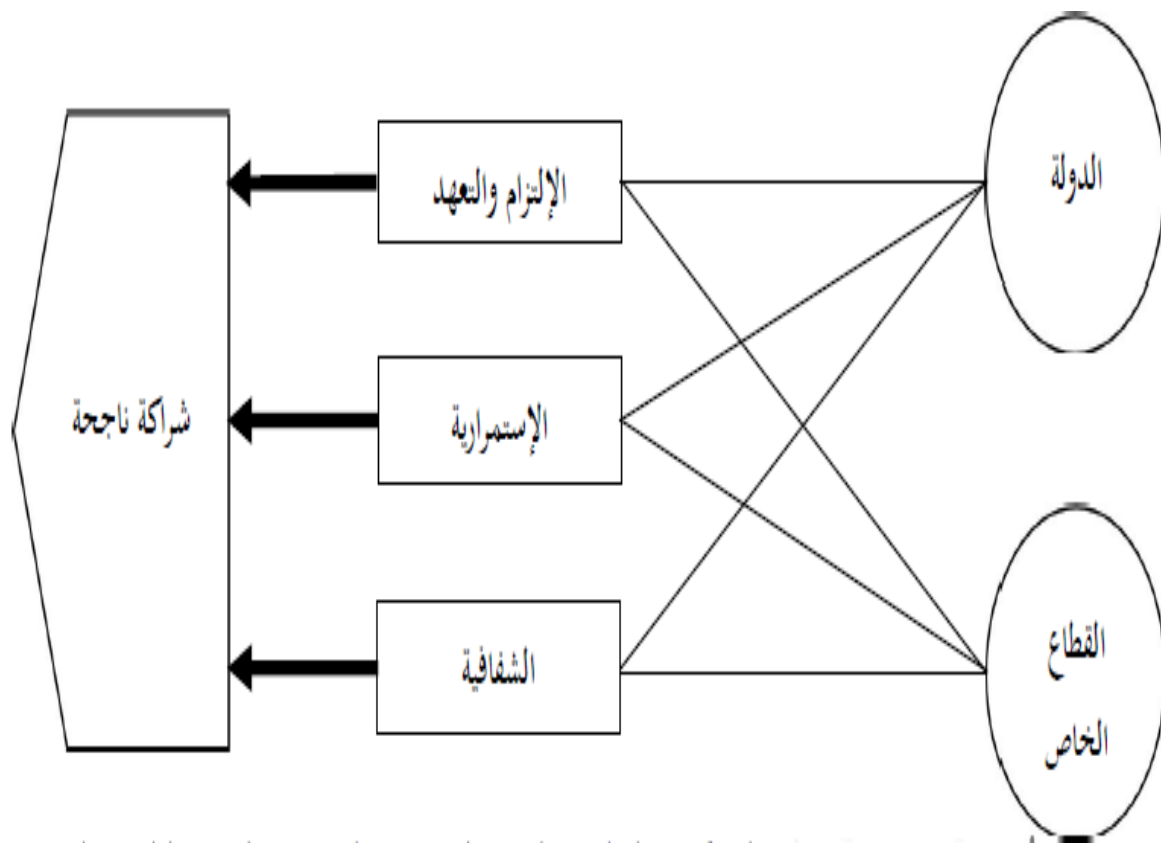 الدولة
الإلتزام والتعهد
الإستمرارية
شراكة ناجحة
الشفافية
القطاع
الخاص